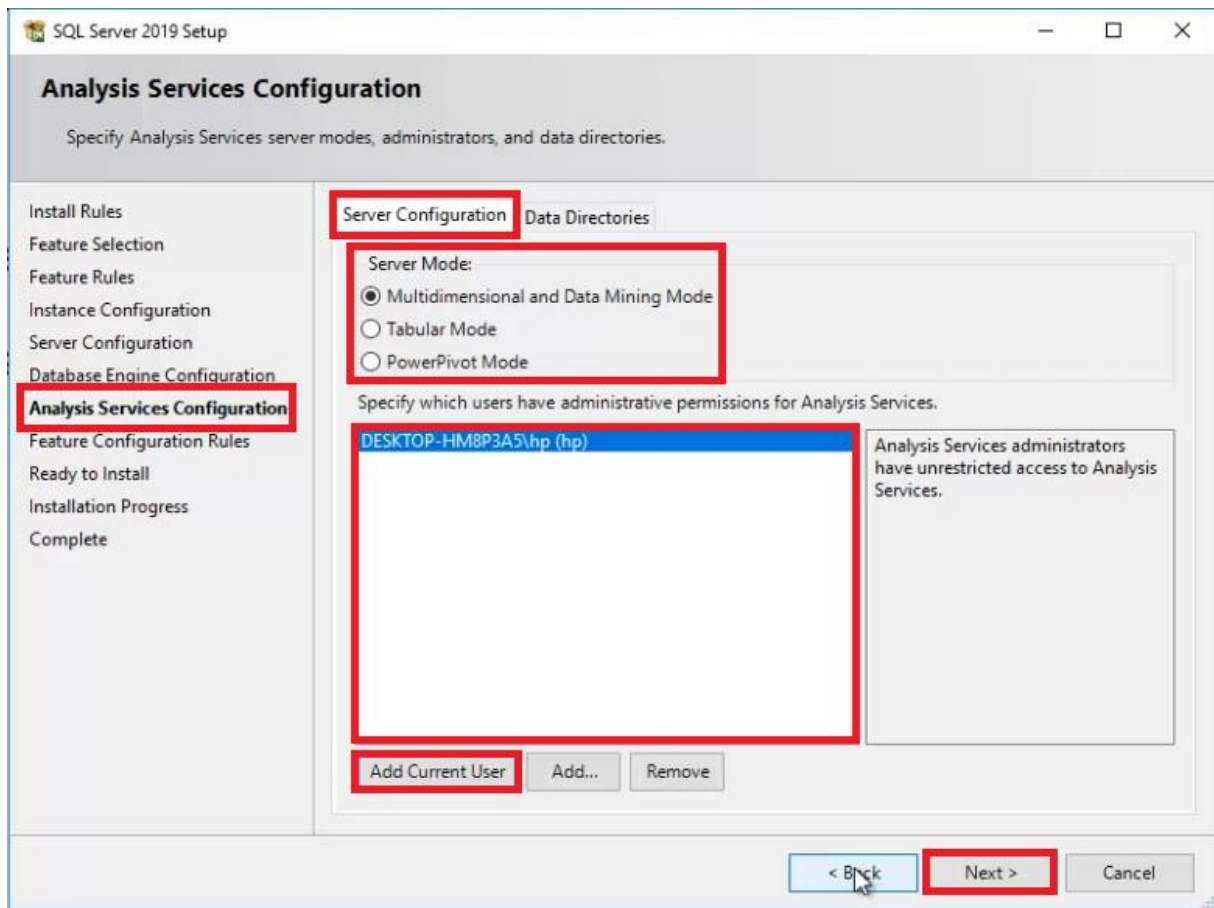 SQL Server 2019 Setup
Analysis Services Configuration
Specify Analysis Services server modes, administrators, and data directories.
Install Rules
Feature Selection
Feature Rules
Instance Configuration
Server Configuration
Database Engine Configuration
Analysis Services Configuration
Feature Configuration Rules
Ready to Install
Installation Progress
Complete
Server Configuration
Data Directories
Server Mode:
Multidimensional and Data Mining Mode
Tabular Mode
PowerPivot Mode
Specify which users have administrative permissions for Analysis Services.
DESKTOP-HM8P3A5\hp (hp)
Analysis Services administrators
have unrestricted access to Analysis
Services.
Add Current User
Add...
Remove
< Back
Next >
Cancel